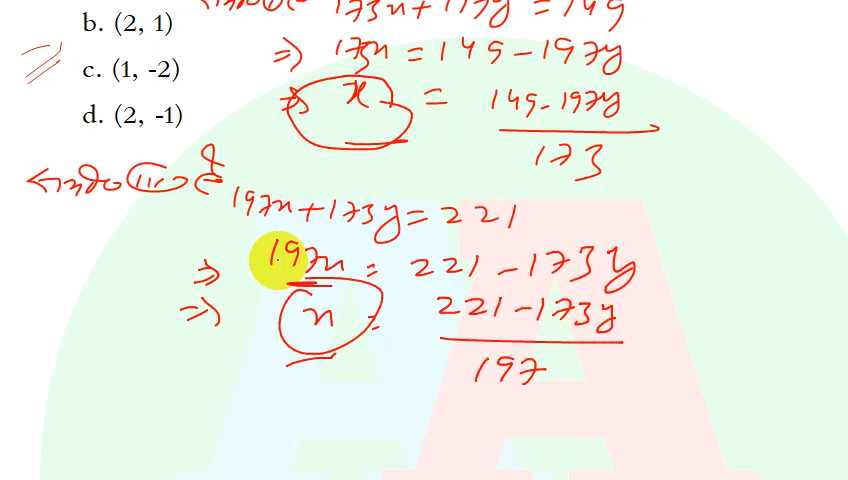 173x + 197y = 149
b. (2, 1)
⇒ 173x = 149 - 197y
c. (1, -2)
⇒ x = 149 - 197y
d. (2, -1)
173
197x + 173y = 221
⇒ 197x = 221 - 173y
⇒ x = 221 - 173y
197